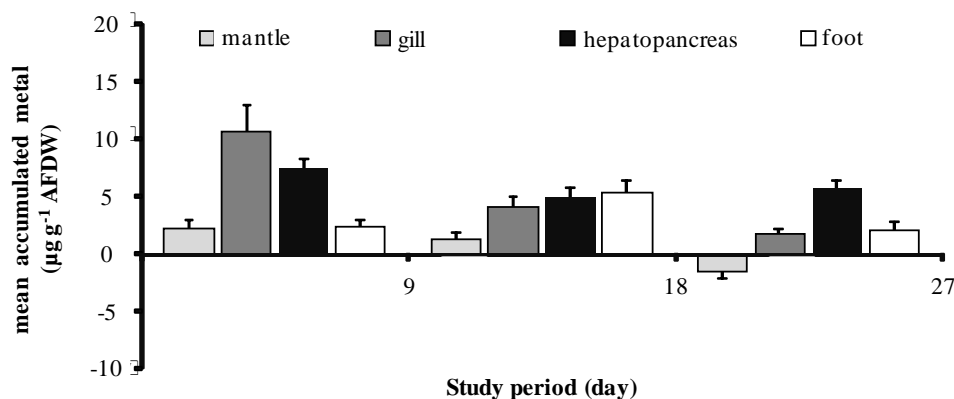 20
mantle gill hepatopancreas foot
15
10
5
0
-5
-10
9 18 27
mean accumulated metal
(µg g⁻¹ AFDW)
Study period (day)